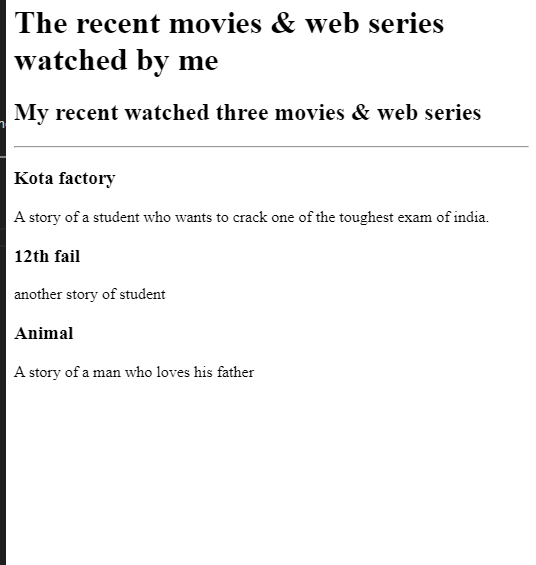 The recent movies & web series
watched by me
My recent watched three movies & web series
Kota factory
A story of a student who wants to crack one of the toughest exam of india.
12th fail
another story of student
Animal
A story of a man who loves his father